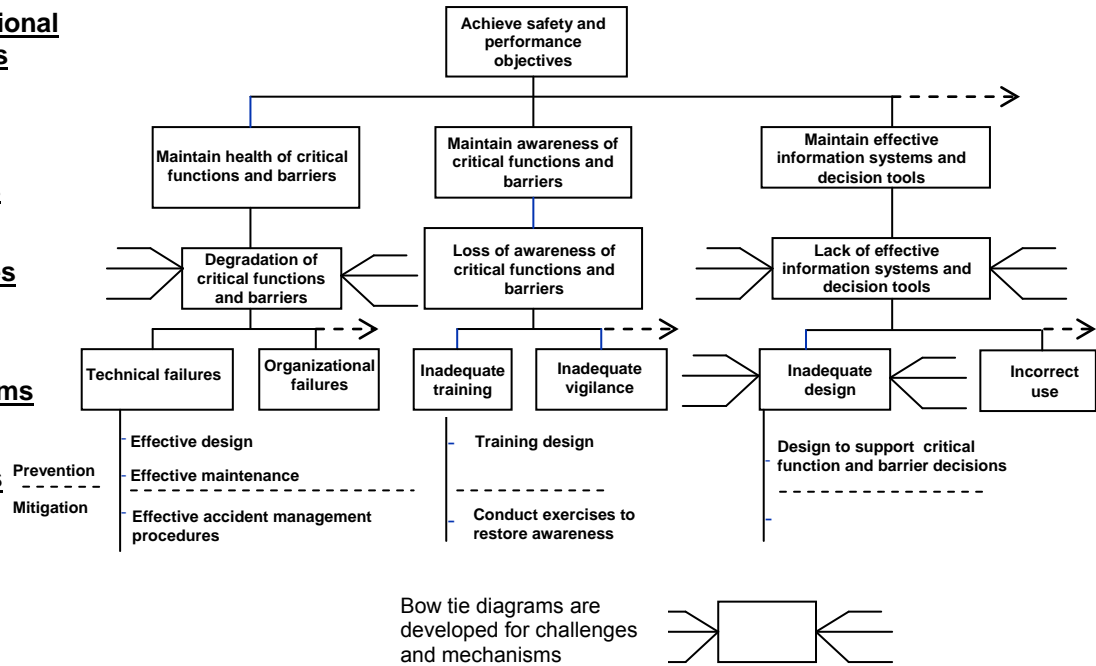 ional
s
Achieve safety and
performance
objectives
Maintain health of critical
functions and barriers
Maintain awareness of
critical functions and
barriers
Maintain effective
information systems and
decision tools
s
Degradation of
critical functions
and barriers
Loss of awareness of
critical functions and
barriers
Lack of effective
information systems and
decision tools
ms
Technical failures
Organizational
failures
Inadequate
training
Inadequate
vigilance
Inadequate
design
Incorrect
use
s
Prevention
Mitigation
Effective design
Effective maintenance
Effective accident management
procedures
Training design
Conduct exercises to
restore awareness
Design to support critical
function and barrier decisions
Bow tie diagrams are
developed for challenges
and mechanisms